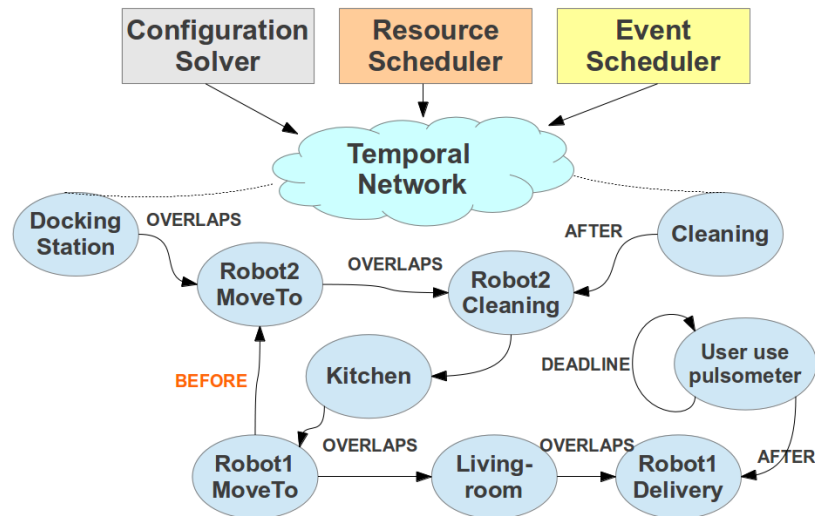 Configuration
Solver
Resource
Scheduler
Event
Scheduler
Temporal
Network
Docking
Station
OVERLAPS
Robot2
MoveTo
OVERLAPS
Robot2
Cleaning
AFTER
Cleaning
BEFORE
Kitchen
DEADLINE
User use
pulsometer
Robot1
MoveTo
OVERLAPS
Living-
room
OVERLAPS
Robot1
Delivery
AFTER